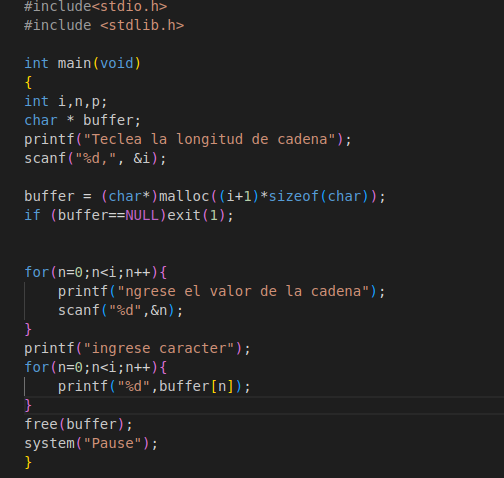 #include<stdio.h>
#include <stdlib.h>
int main(void)
{
int i,n,p;
char * buffer;
printf("Teclea la longitud de cadena");
scanf("%d,", &i);
buffer = (char*)malloc((i+1)*sizeof(char));
if (buffer==NULL)exit(1);
for(n=0;n<i;n++){
    printf("ngrese el valor de la cadena");
    scanf("%d",&n);
}
printf("ingrese caracter");
for(n=0;n<i;n++){
    printf("%d",buffer[n]);
}
free(buffer);
system("Pause");
}